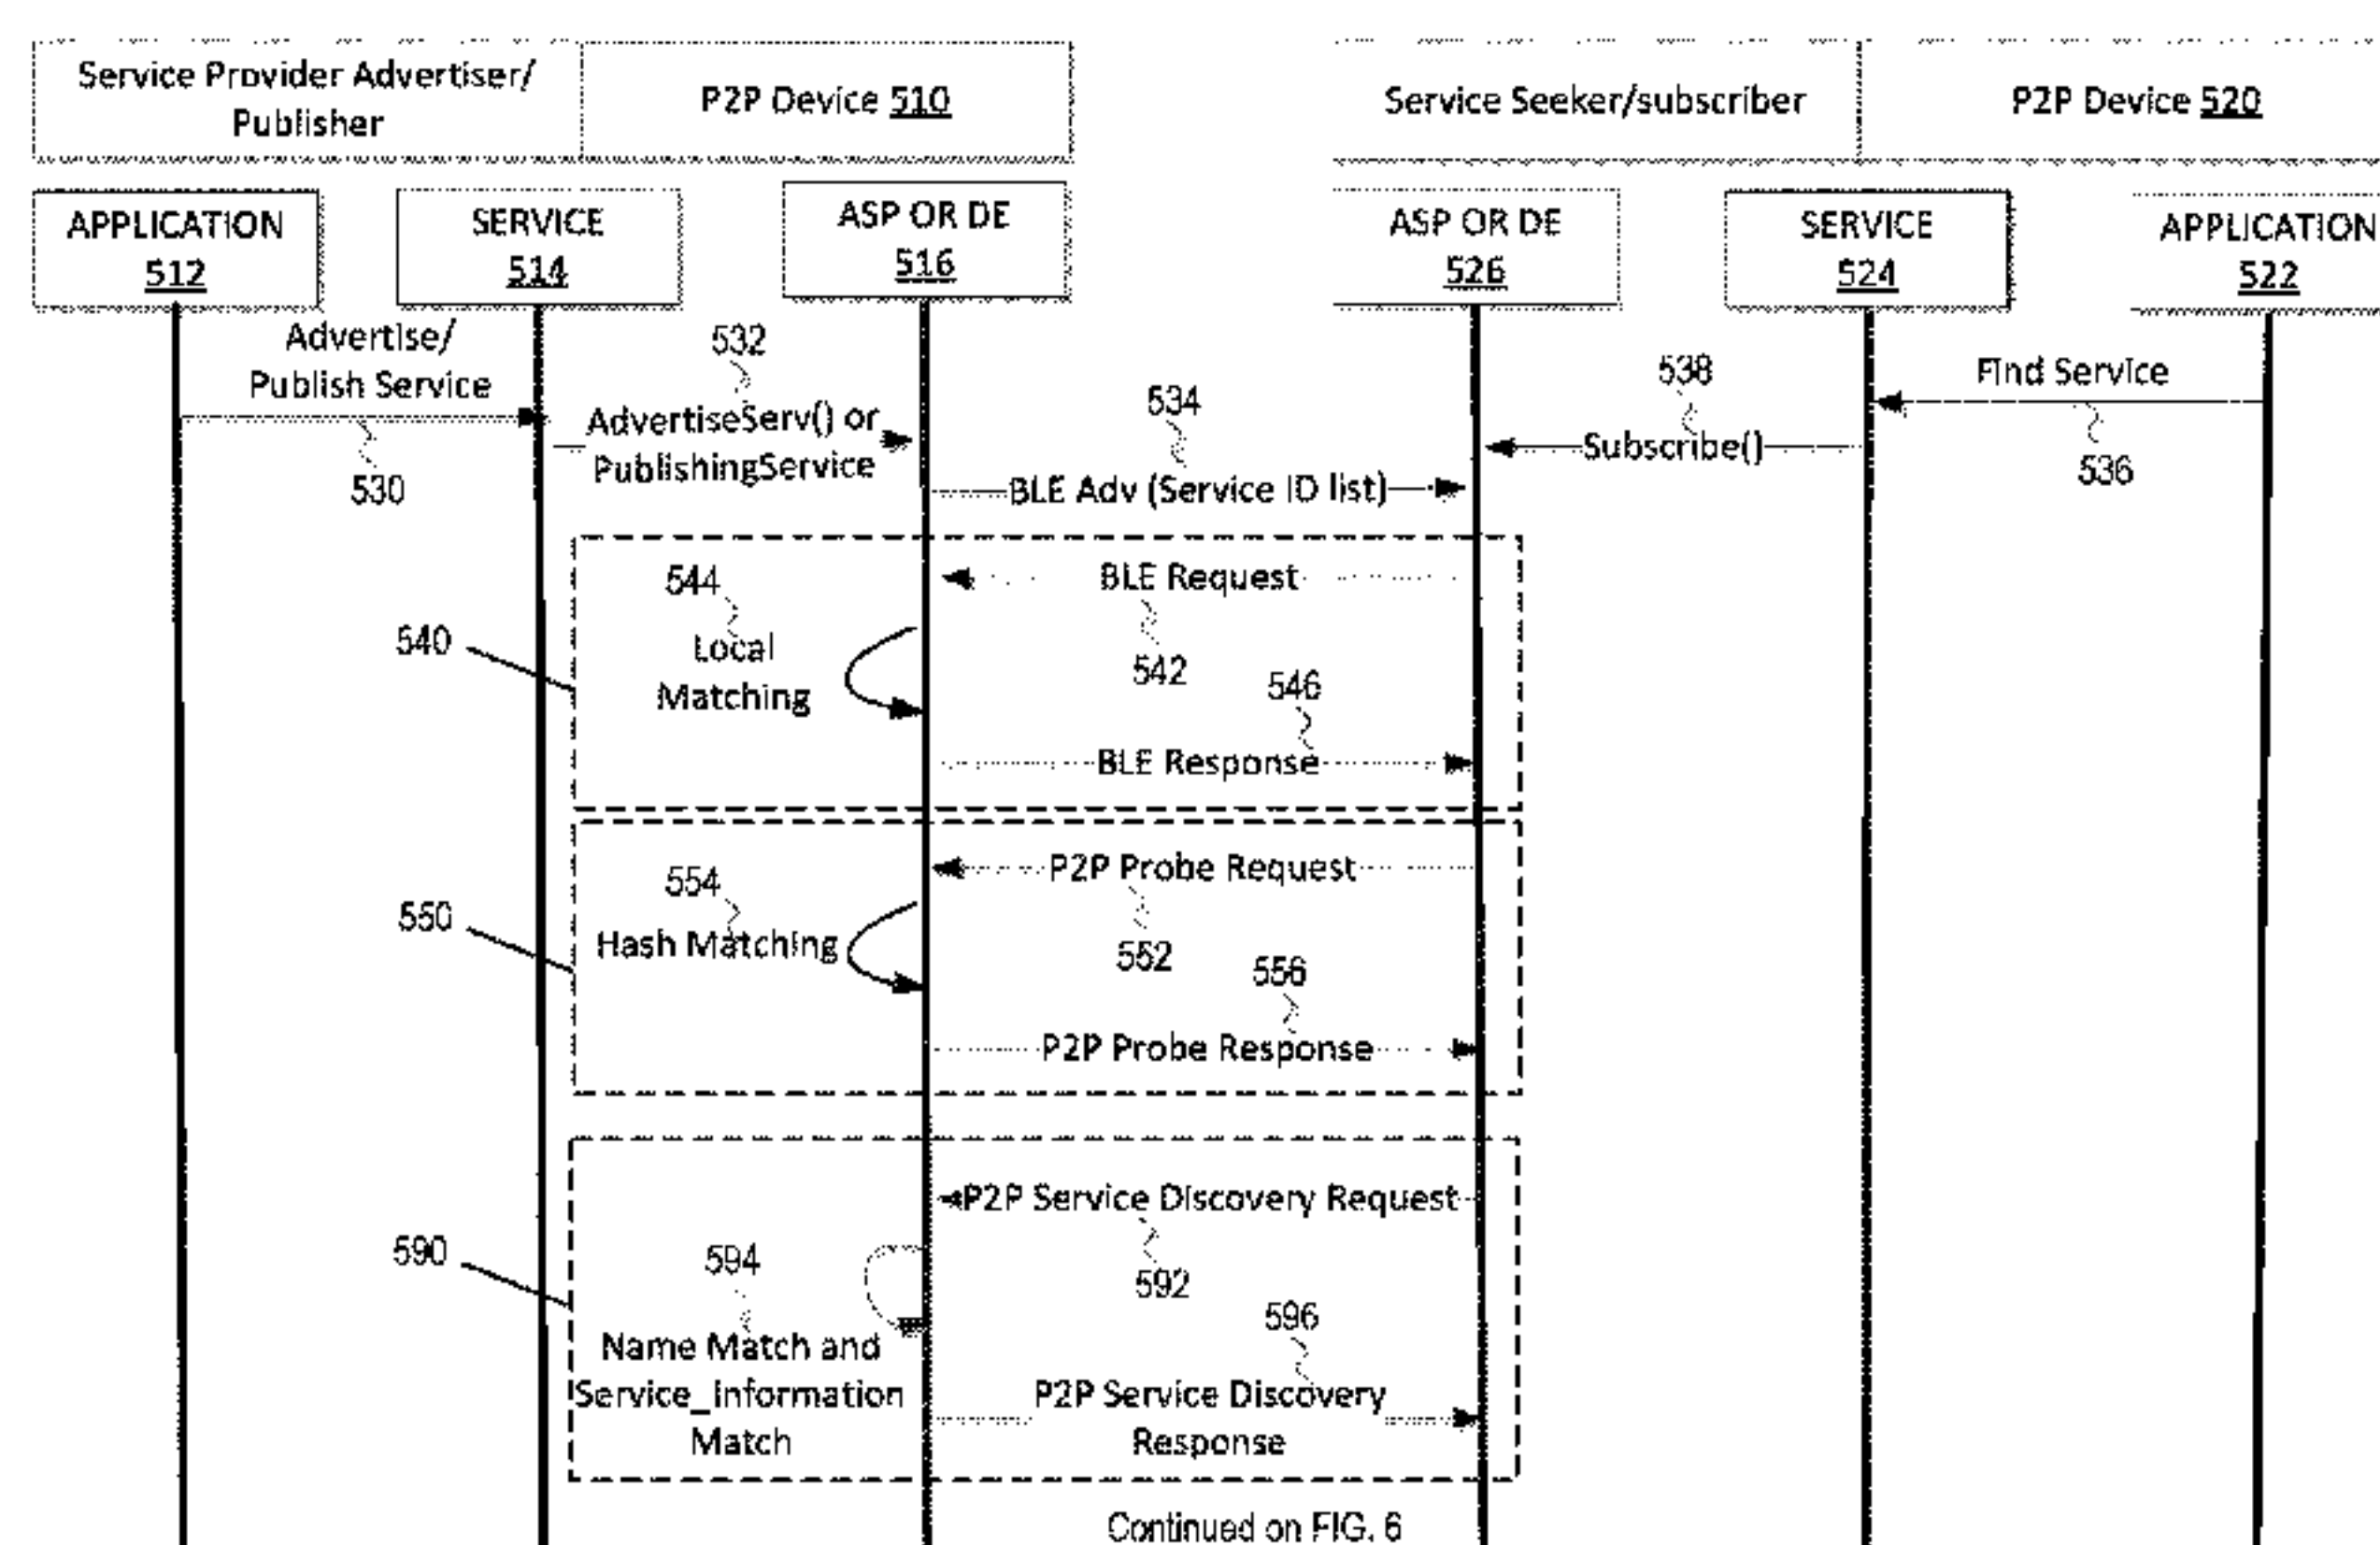 Service Provider Advertiser/
Publisher
P2P Device 510
Service Seeker/subscriber
P2P Device 520
APPLICATION
512
SERVICE
514
ASP OR DE
516
ASP OR DE
526
SERVICE
524
APPLICATION
522
Advertise/
Publish Service
530
532
AdvertiseServ() or
PublishingService
534
BLE Adv (Service ID list)
538
Subscribe()
Find Service
536
540
544
Local
Matching
BLE Request
542
546
BLE Response
550
554
Hash Matching
P2P Probe Request
552
556
P2P Probe Response
590
P2P Service Discovery Request
592
594
Name Match and
Service_Information
Match
596
P2P Service Discovery
Response
Continued on FIG. 6